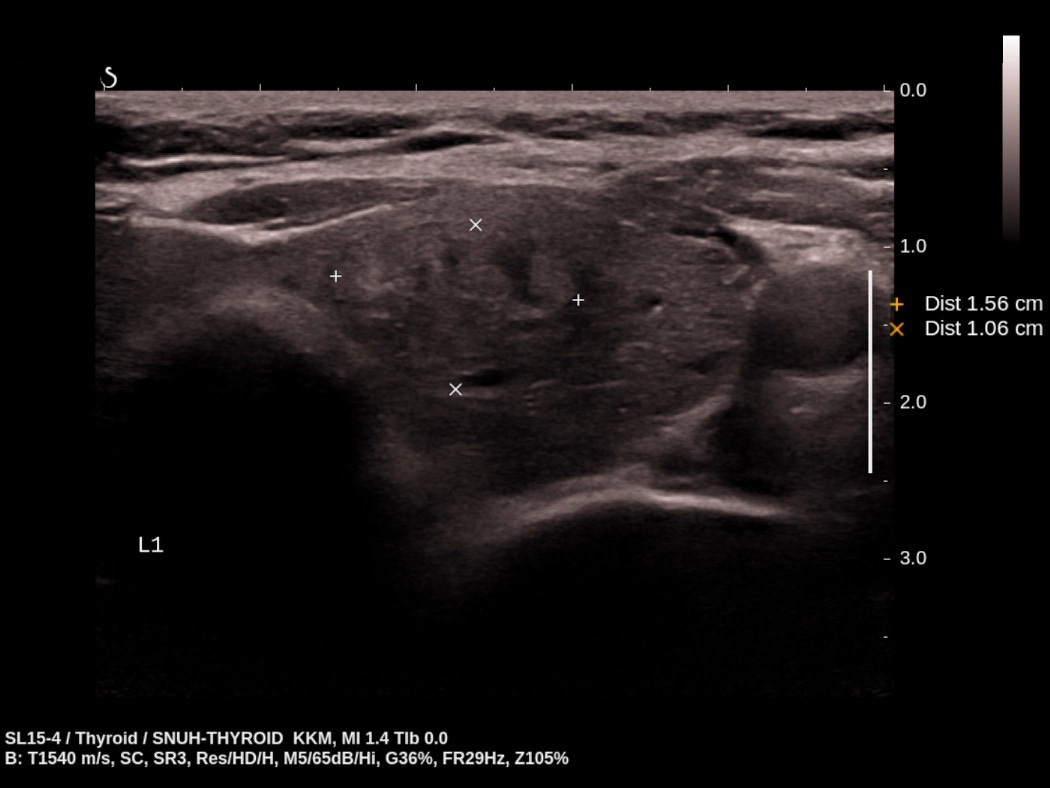 S
0.0
1.0
+ Dist 1.56 cm
× Dist 1.06 cm
2.0
3.0
L1
SL15-4 / Thyroid / SNUH-THYROID KKM, MI 1.4 TIb 0.0
B: T1540 m/s, SC, SR3, Res/HD/H, M5/65dB/Hi, G36%, FR29Hz, Z105%